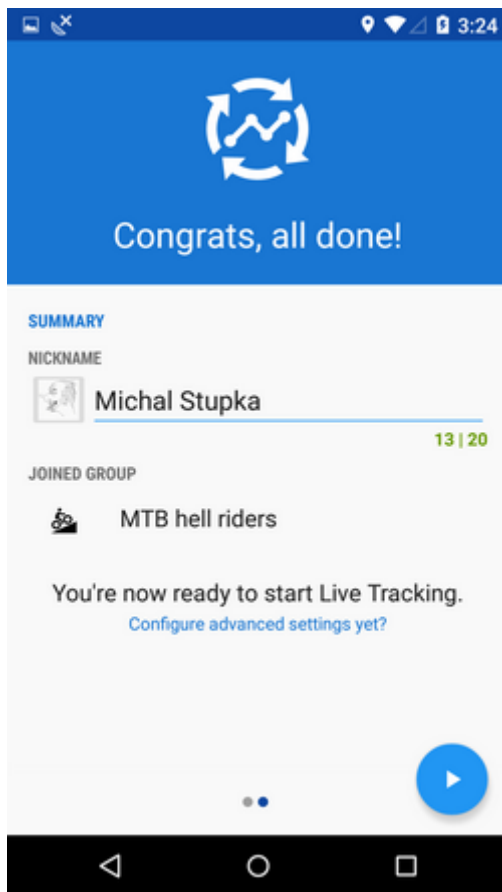 3:24
Congrats, all done!
SUMMARY
NICKNAME
Michal Stupka
13 | 20
JOINED GROUP
MTB hell riders
You're now ready to start Live Tracking.
Configure advanced settings yet?